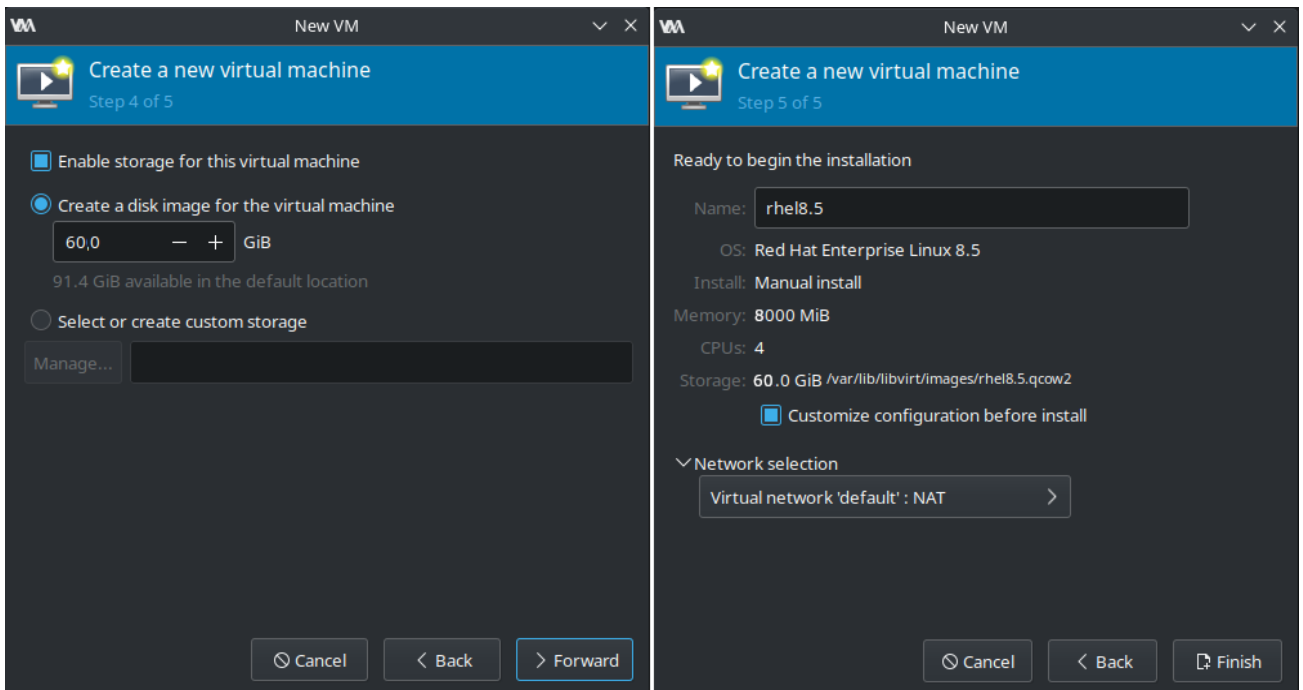 New VM
Create a new virtual machine
Step 4 of 5
Enable storage for this virtual machine
Create a disk image for the virtual machine
60,0 − + GiB
91.4 GiB available in the default location
Select or create custom storage
Manage...
Cancel Back Forward
New VM
Create a new virtual machine
Step 5 of 5
Ready to begin the installation
Name: rhel8.5
OS: Red Hat Enterprise Linux 8.5
Install: Manual install
Memory: 8000 MiB
CPUs: 4
Storage: 60.0 GiB /var/lib/libvirt/images/rhel8.5.qcow2
Customize configuration before install
Network selection
Virtual network 'default' : NAT
Cancel Back Finish